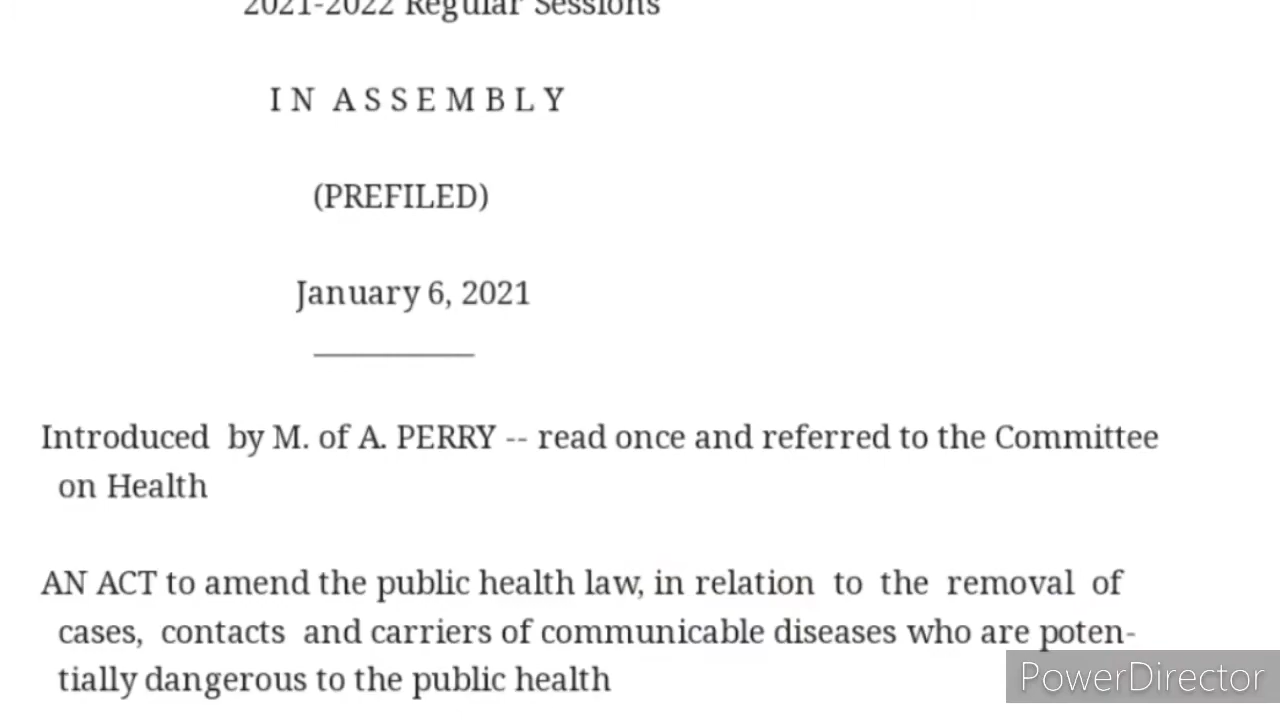 2021-2022 Regular Sessions
I N A S S E M B L Y
(PREFILED)
January 6, 2021
Introduced by M. of A. PERRY -- read once and referred to the Committee
on Health
AN ACT to amend the public health law, in relation to the removal of
cases, contacts and carriers of communicable diseases who are poten-
tially dangerous to the public health
PowerDirector